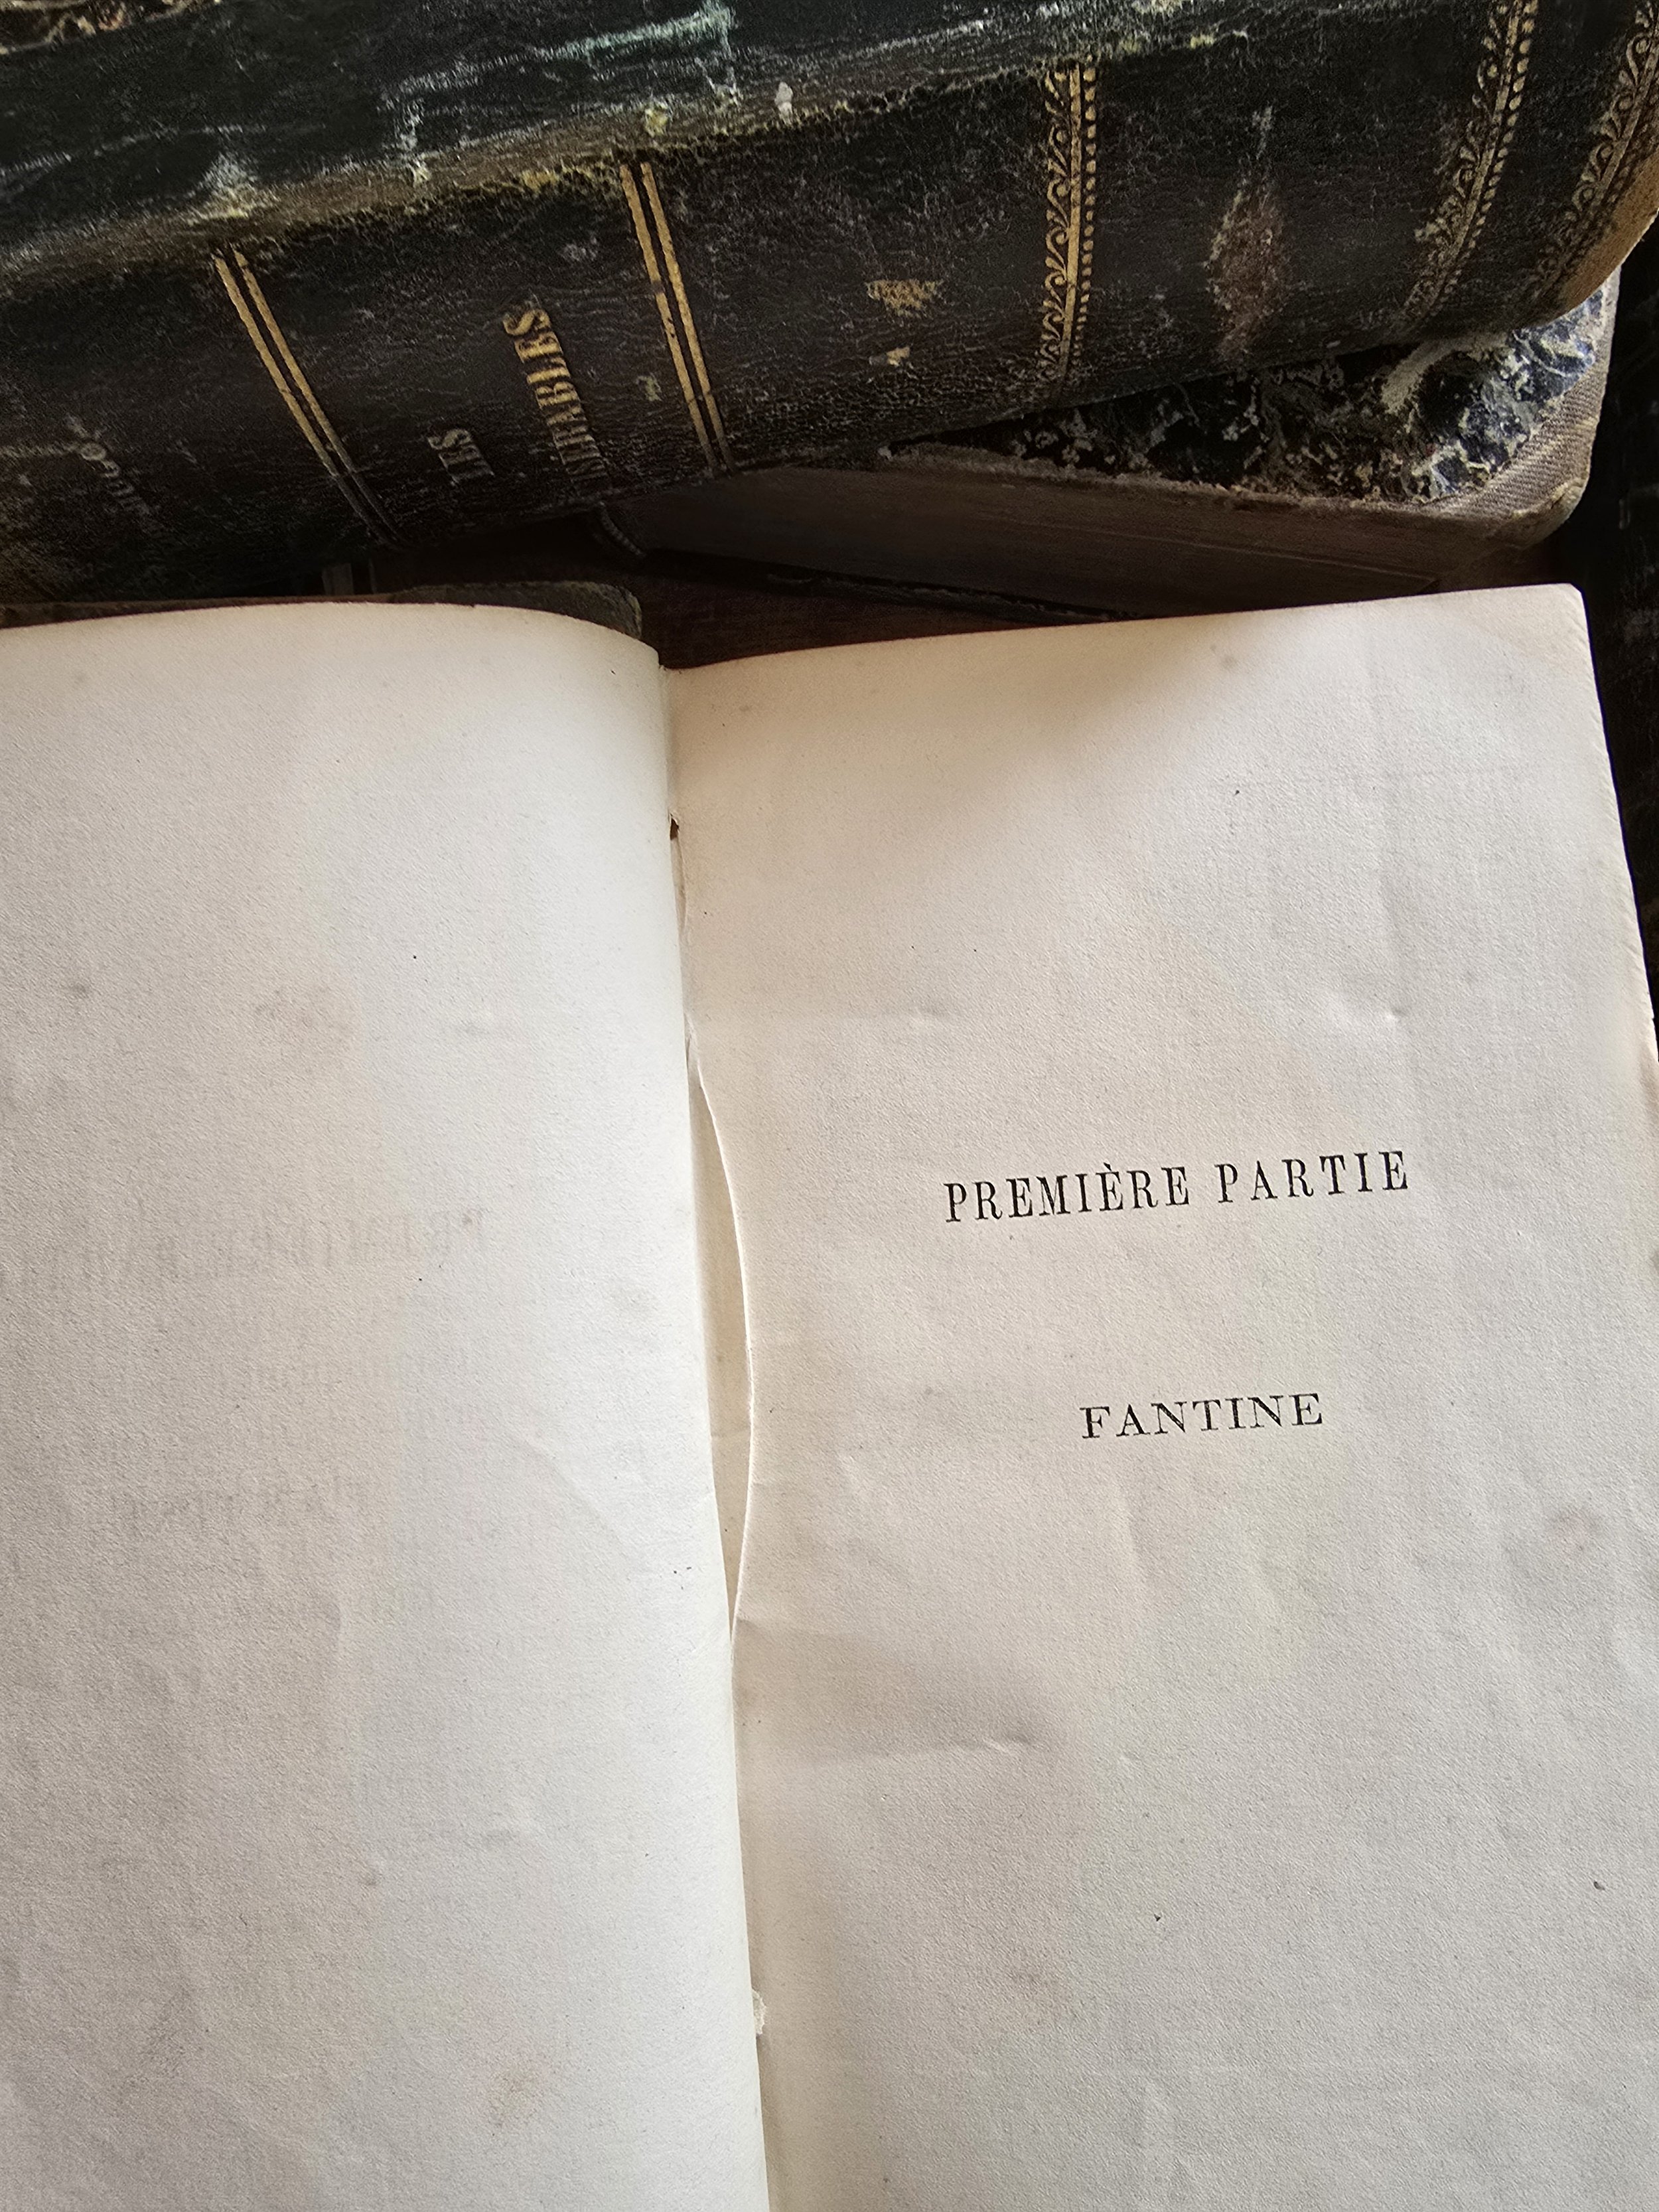 LES
MISÉRABLES
PREMIÈRE PARTIE
FANTINE